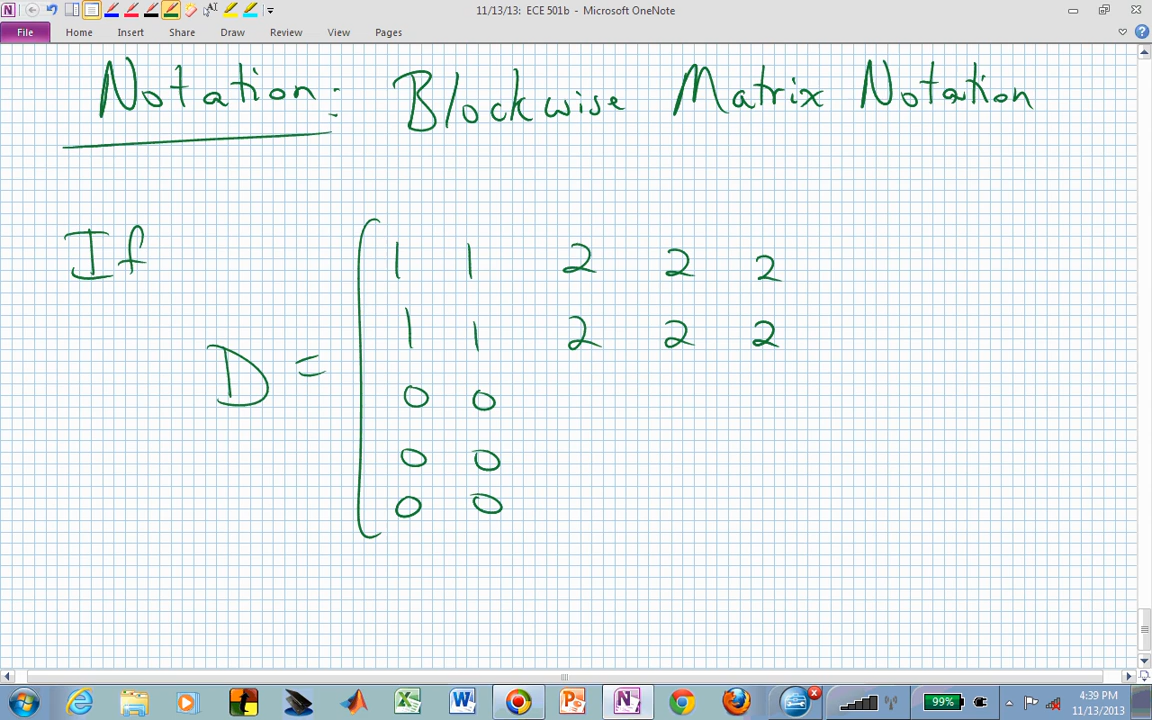 11/13/13: ECE 501b - Microsoft OneNote
File Home Insert Share Draw Review View Pages
Notation: Blockwise Matrix Notation
If
1 1 2 2 2
1 1 2 2 2
D =
0 0
0 0
0 0
99%
4:39 PM
11/13/2013